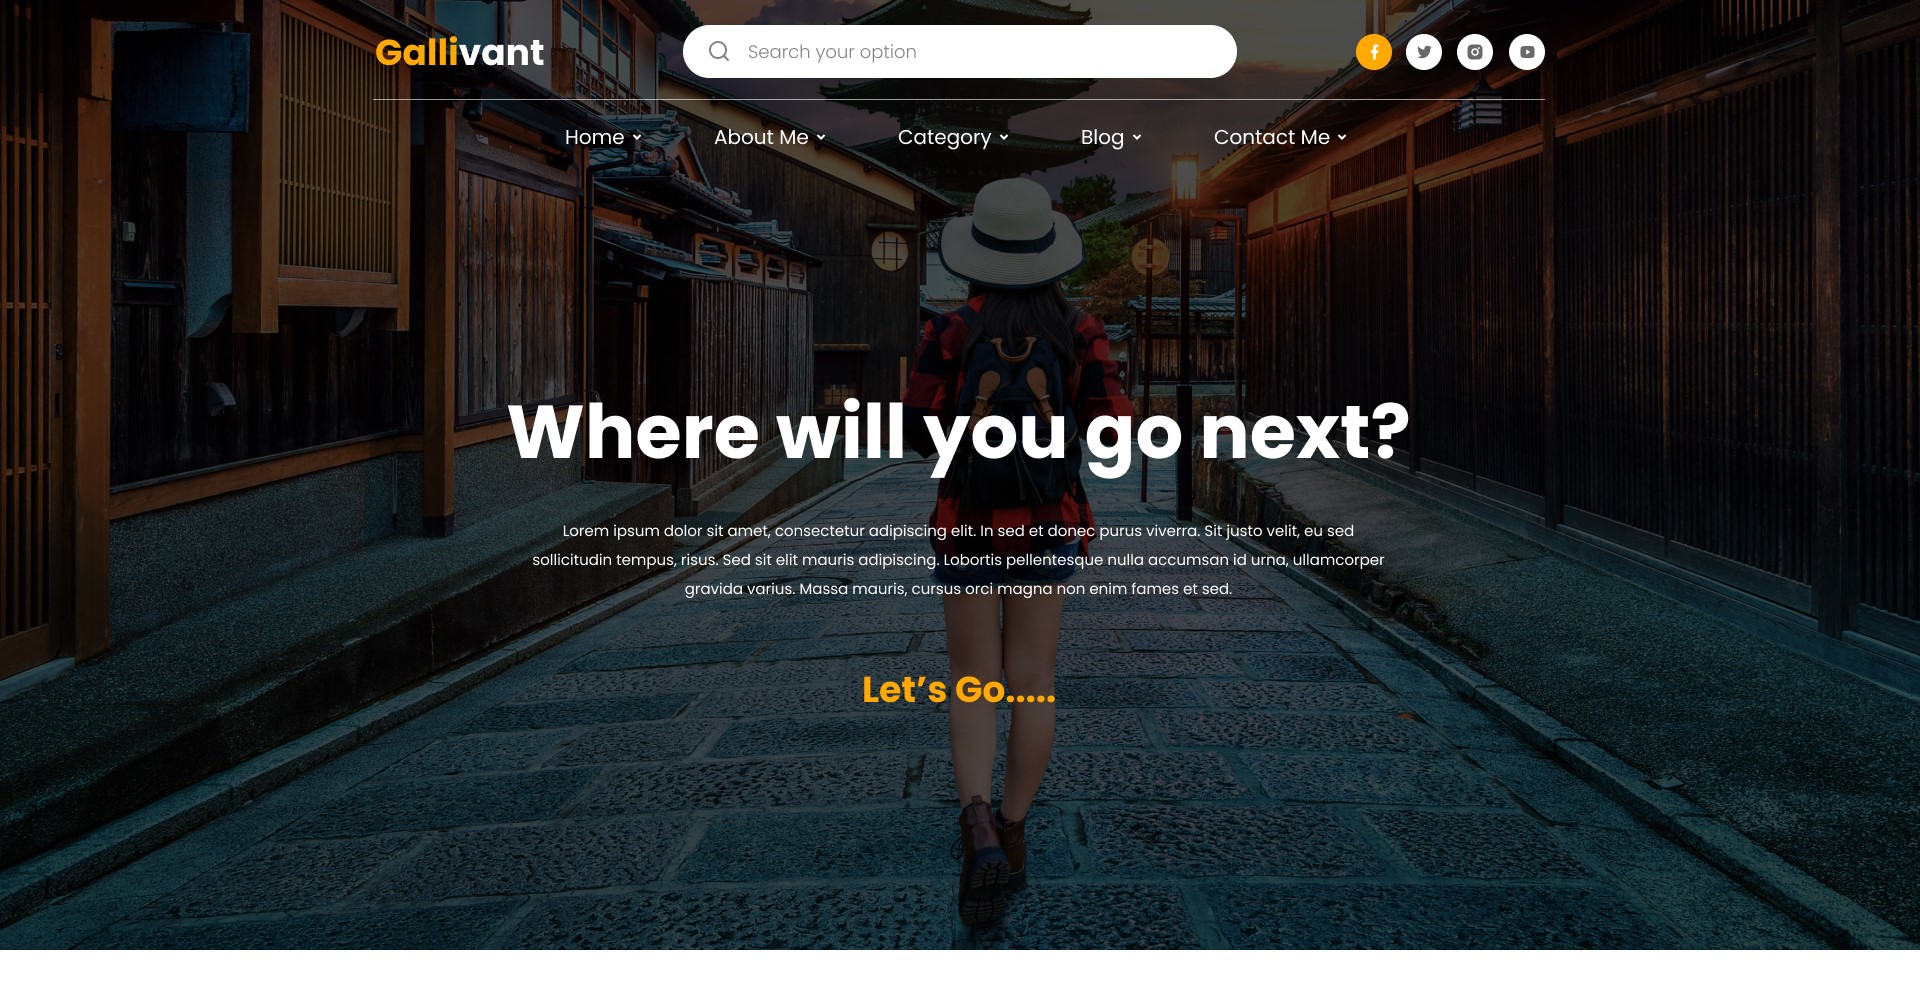 Gallivant
Search your option
Home
About Me
Category
Blog
Contact Me
Where will you go next?
Lorem ipsum dolor sit amet, consectetur adipiscing elit. In sed et donec purus viverra. Sit justo velit, eu sed
sollicitudin tempus, risus. Sed sit elit mauris adipiscing. Lobortis pellentesque nulla accumsan id urna, ullamcorper
gravida varius. Massa mauris, cursus orci magna non enim fames et sed.
Let’s Go.....